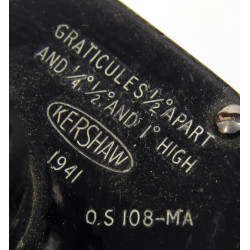 GRATICULES ½° APART
AND ¼° ½° AND 1° HIGH
KERSHAW
1941
O.S 108-MA